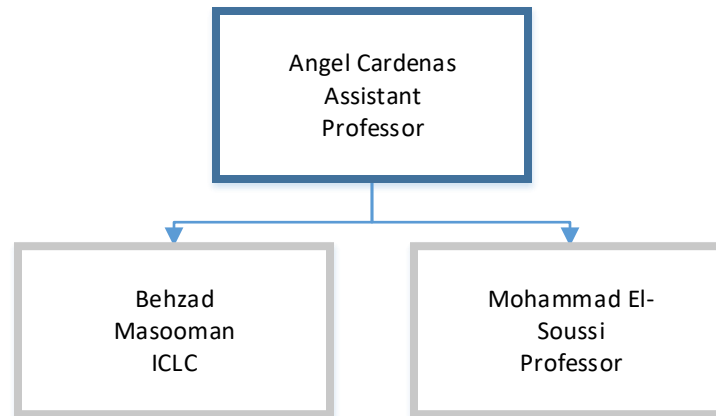 Angel Cardenas
Assistant
Professor
Behzad
Masooman
ICLC
Mohammad El-
Soussi
Professor